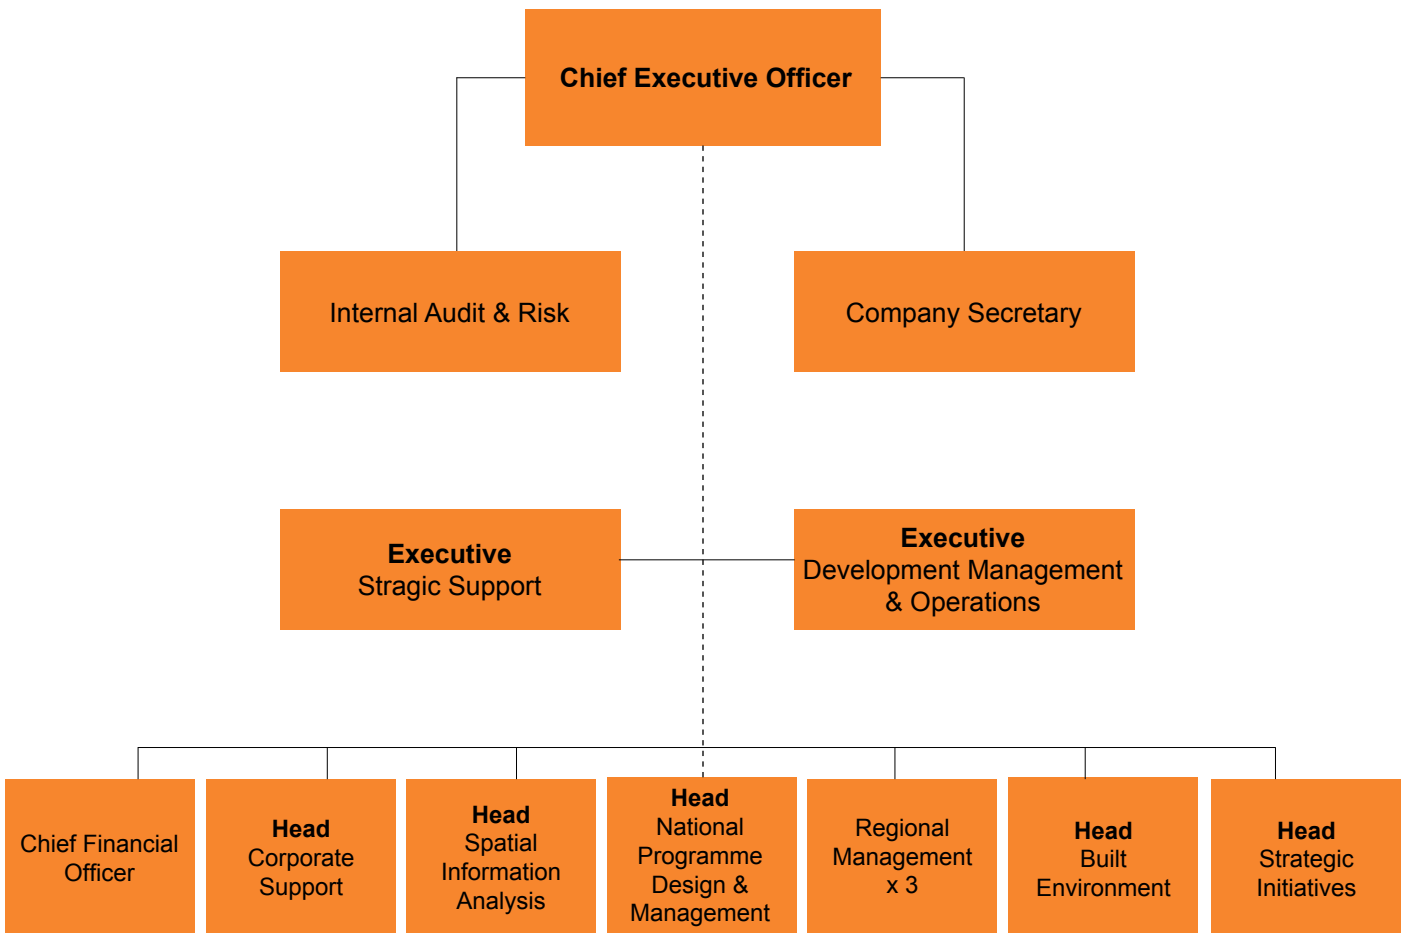 Chief Executive Officer
Internal Audit & Risk
Company Secretary
Executive
Stragic Support
Executive
Development Management
& Operations
Chief Financial
Officer
Head
Corporate
Support
Head
Spatial
Information
Analysis
Head
National
Programme
Design &
Management
Regional
Management
x 3
Head
Built
Environment
Head
Strategic
Initiatives